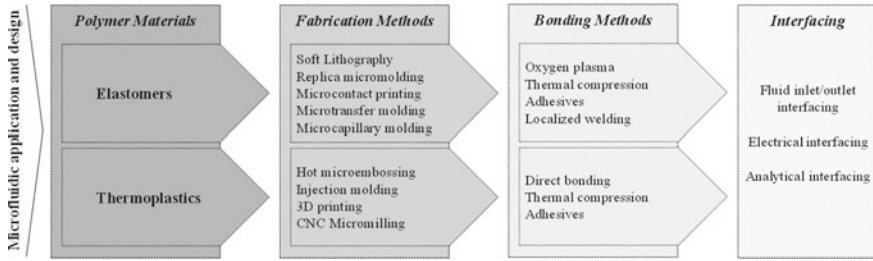 Microfluidic application and design
Polymer Materials
Elastomers
Thermoplastics
Fabrication Methods
Soft Lithography
Replica micromolding
Microcontact printing
Microtransfer molding
Microcapillary molding
Hot microembossing
Injection molding
3D printing
CNC Micromilling
Bonding Methods
Oxygen plasma
Thermal compression
Adhesives
Localized welding
Direct bonding
Thermal compression
Adhesives
Interfacing
Fluid inlet/outlet
interfacing
Electrical interfacing
Analytical interfacing